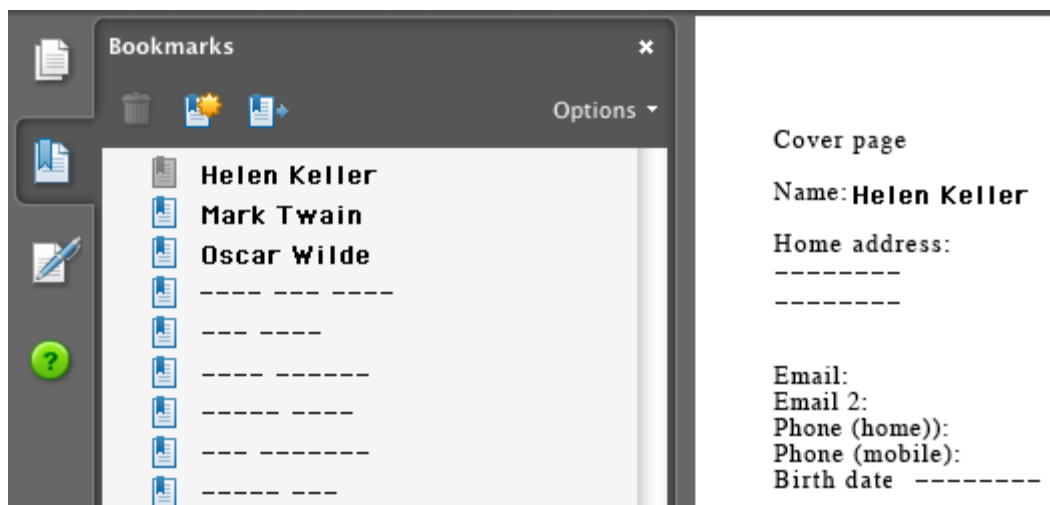 Bookmarks
Options
Helen Keller
Mark Twain
Oscar Wilde
---- --- ----
--- ----
---- ------
----- ----
--- -------
----- ---
Cover page
Name: Helen Keller
Home address:
--------
--------
Email:
Email 2:
Phone (home)):
Phone (mobile):
Birth date --------